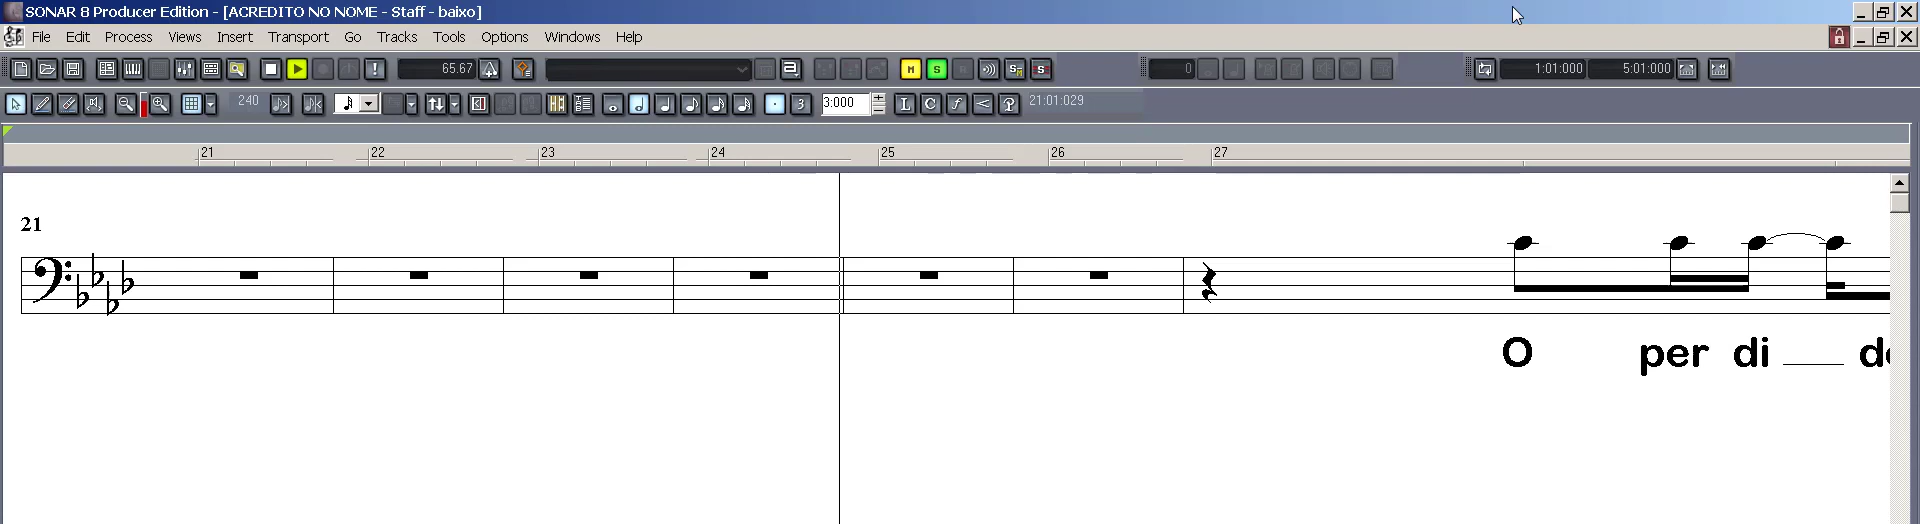 SONAR 8 Producer Edition - [ACREDITO NO NOME - Staff - baixo]
File Edit Process Views Insert Transport Go Tracks Tools Options Windows Help
65.67 M S 0 1:01:000 5:01:000
240 3 3:000 L C f 21:01:029
21 22 23 24 25 26 27
21
O per di ___